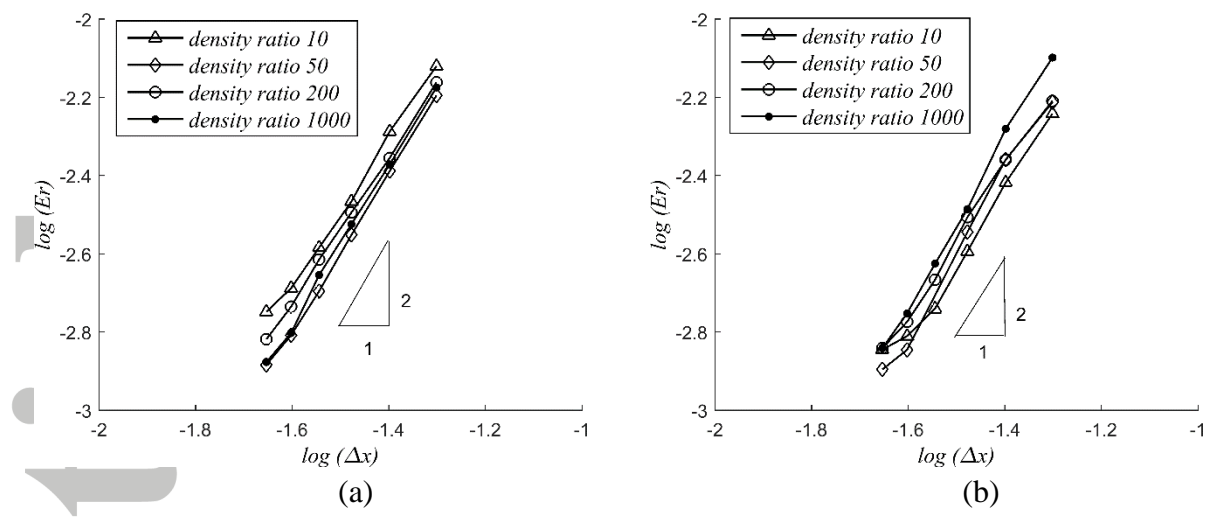 -2
density ratio 10
density ratio 50
density ratio 200
density ratio 1000
-2.2
-2.4
-2.6
-2.8
-3
log (Er)
2
1
-2
-1.8
-1.6
-1.4
-1.2
-1
log (Δx)
(a)
-2
density ratio 10
density ratio 50
density ratio 200
density ratio 1000
-2.2
-2.4
-2.6
-2.8
-3
log (Er)
2
1
-2
-1.8
-1.6
-1.4
-1.2
-1
log (Δx)
(b)